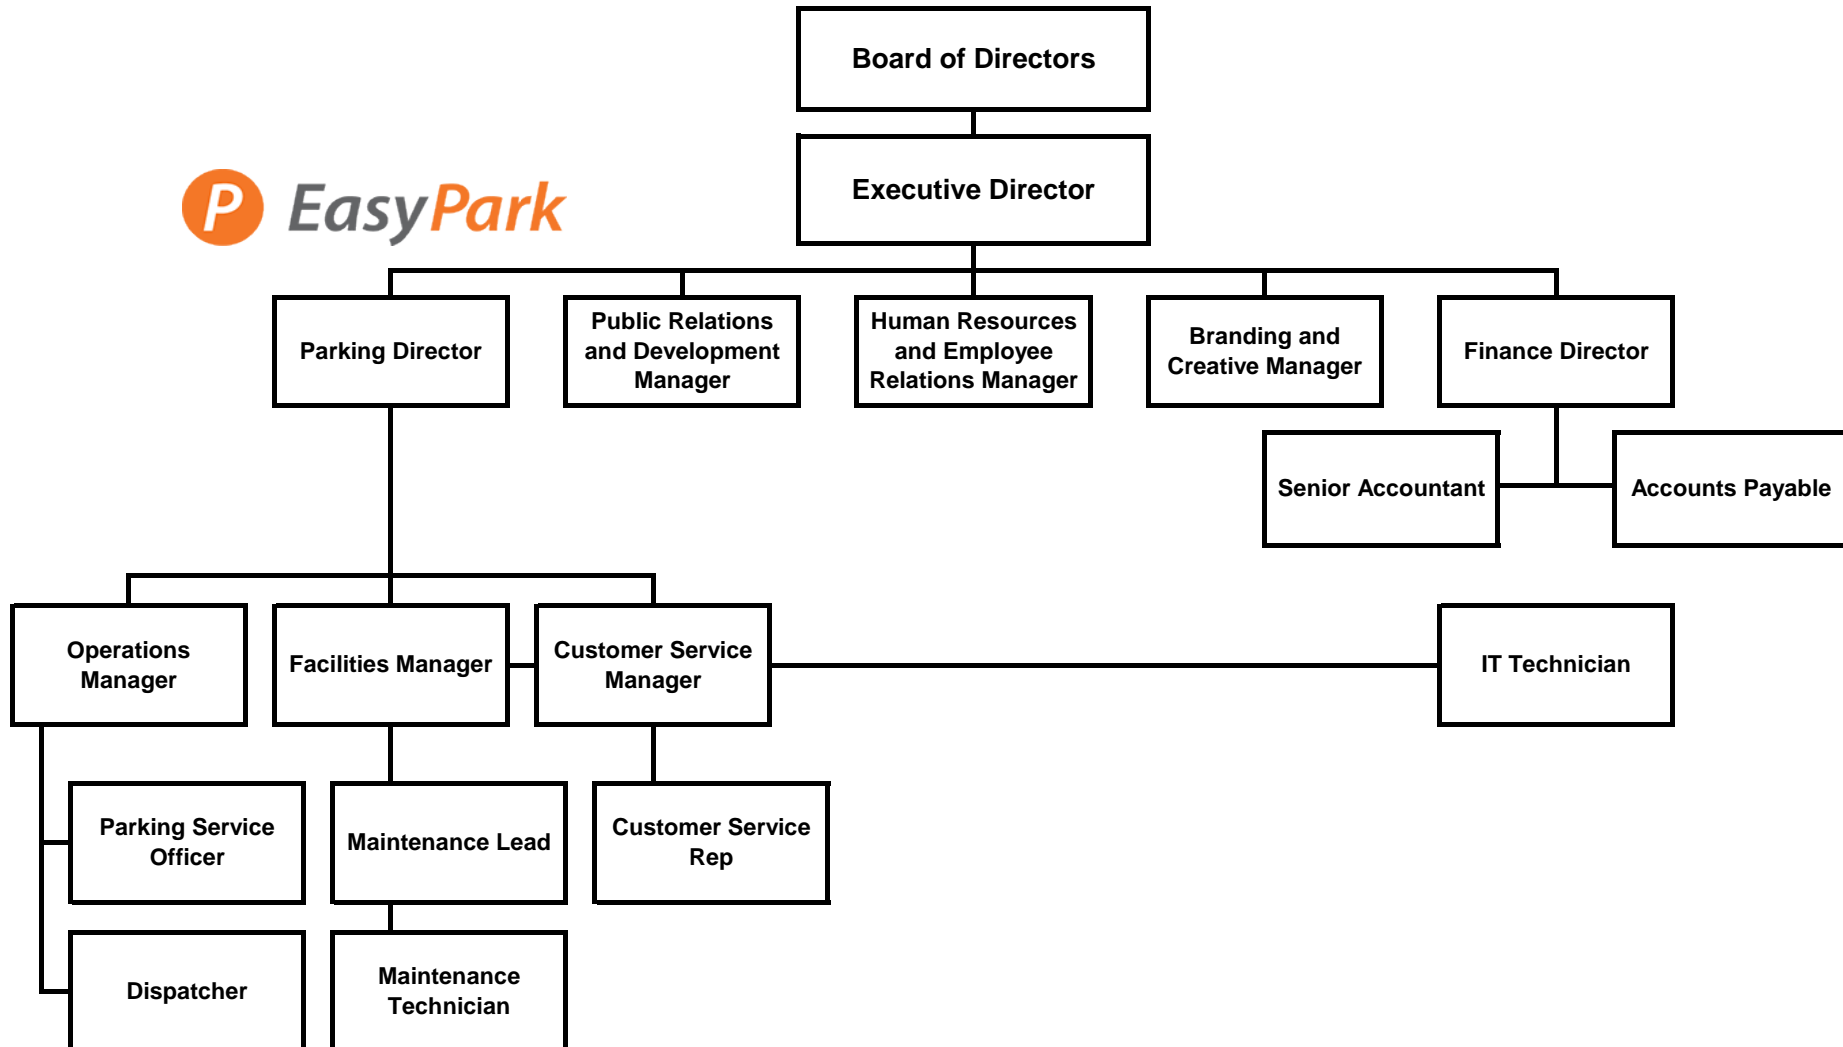 Board of Directors
Executive Director
P EasyPark
Parking Director
Public Relations
and Development
Manager
Human Resources
and Employee
Relations Manager
Branding and
Creative Manager
Finance Director
Senior Accountant
Accounts Payable
Operations
Manager
Facilities Manager
Customer Service
Manager
IT Technician
Parking Service
Officer
Maintenance Lead
Customer Service
Rep
Dispatcher
Maintenance
Technician